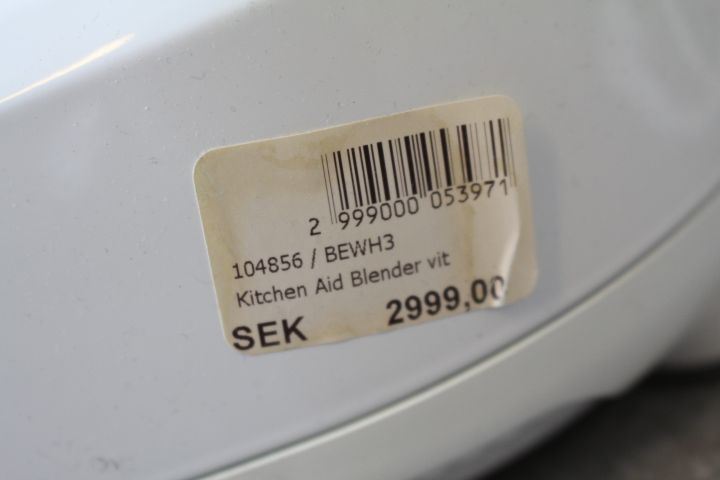 2 999000 053971
104856 / BEWH3
Kitchen Aid Blender vit
SEK 2999,00